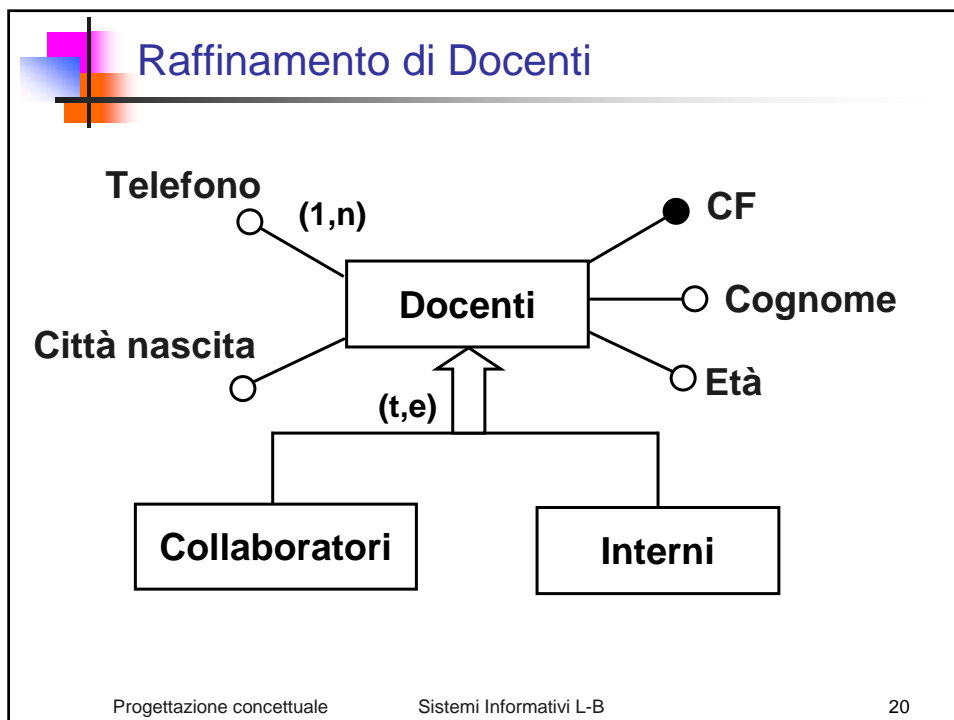 Raffinamento di Docenti
Telefono
(1,n)
CF
Docenti
Cognome
Città nascita
Età
(t,e)
Collaboratori
Interni
Progettazione concettuale Sistemi Informativi L-B 20